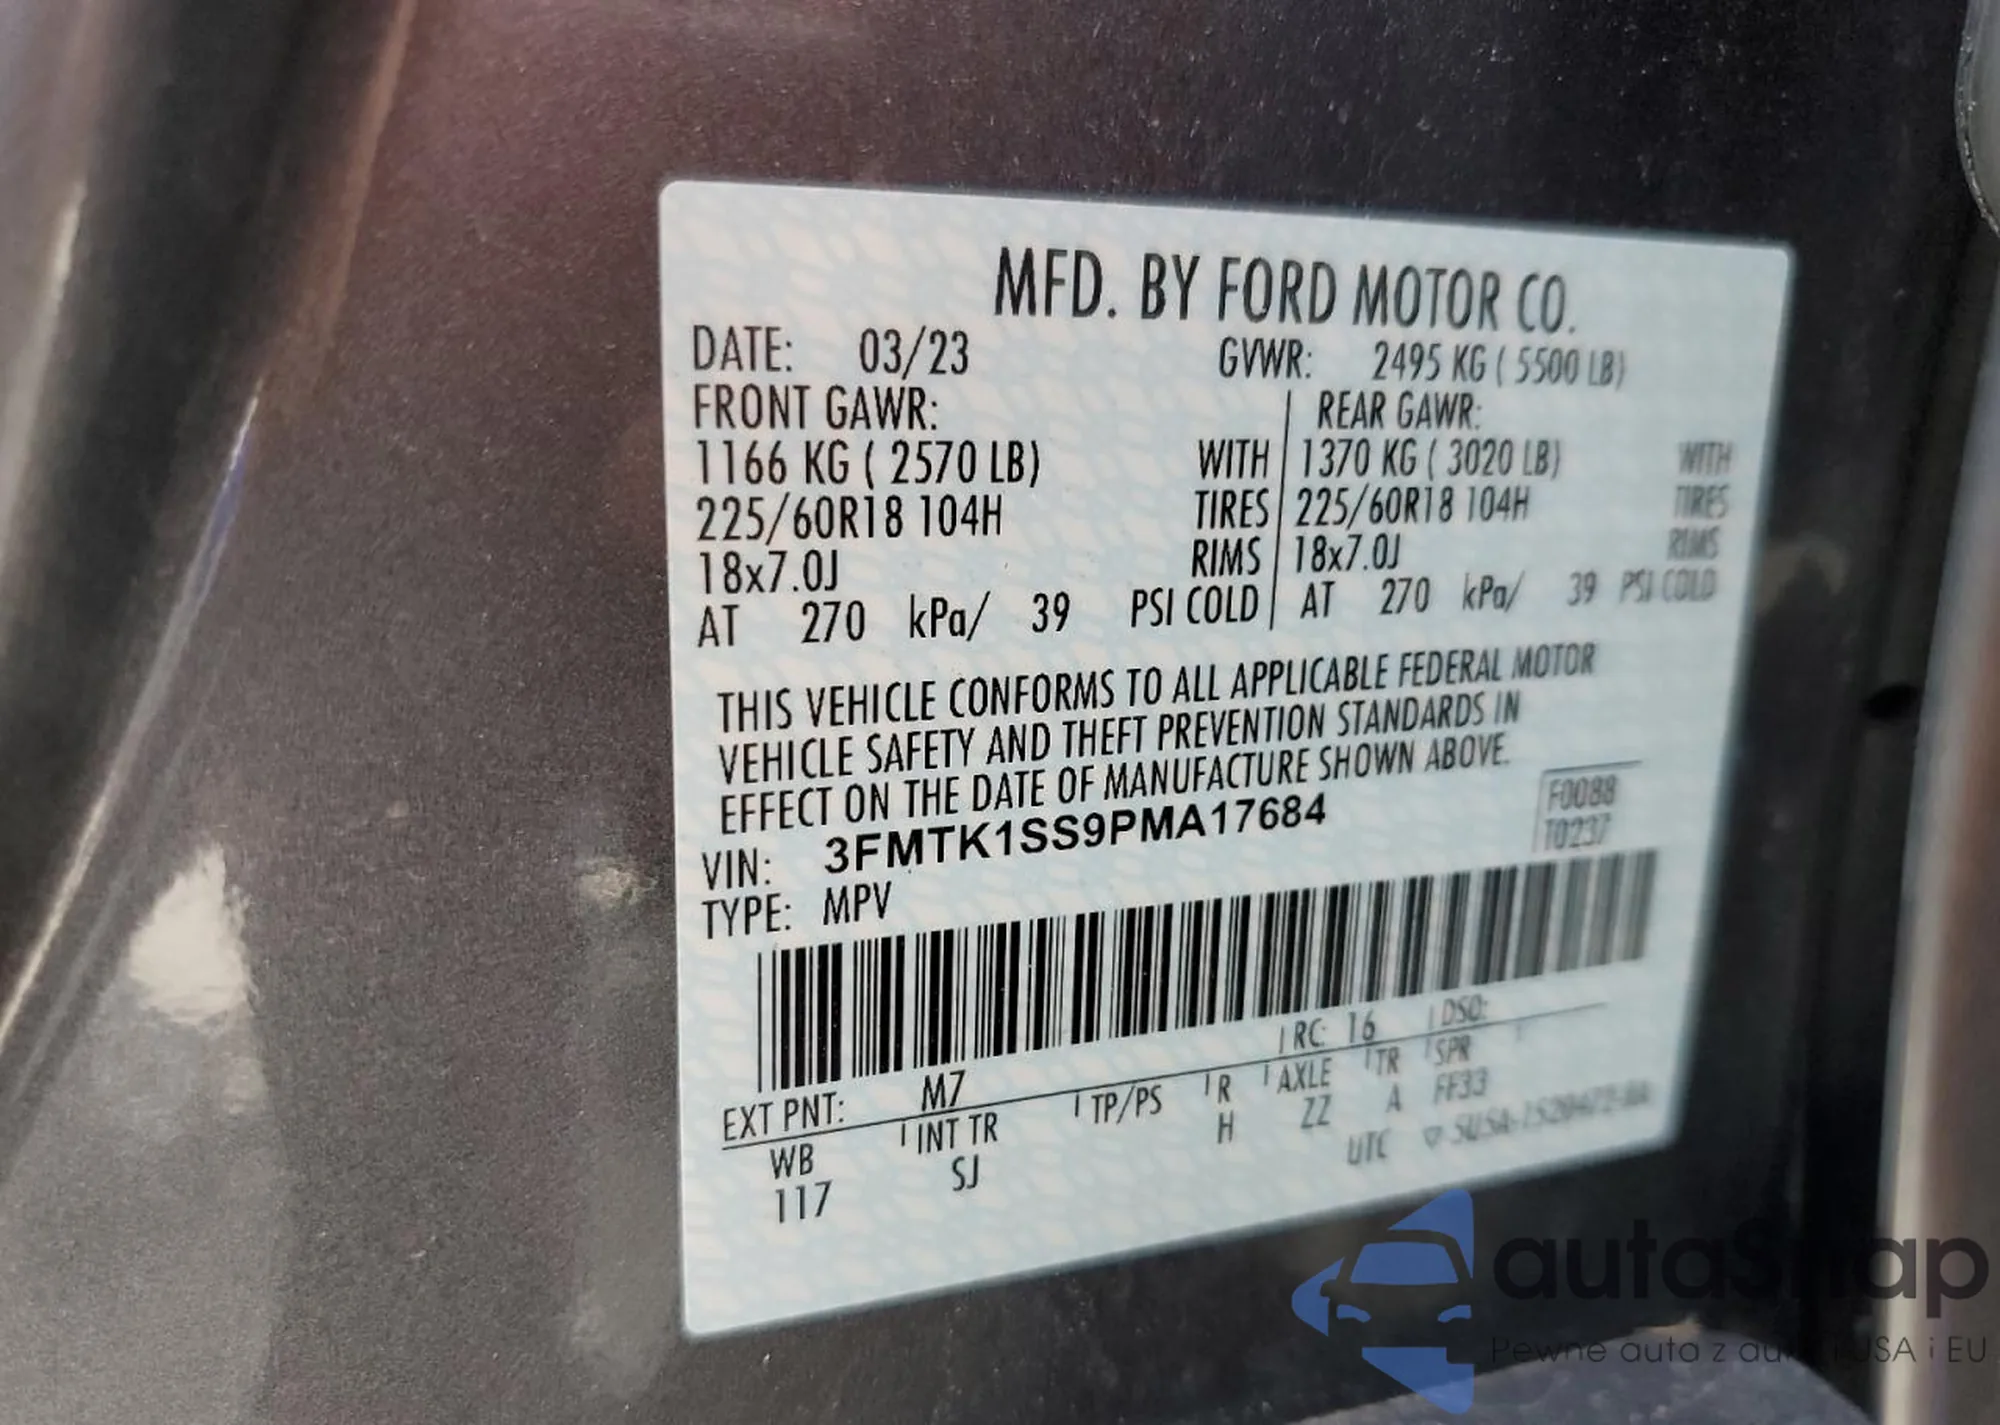 MFD. BY FORD MOTOR CO.
DATE: 03/23 GVWR: 2495 KG ( 5500 LB)
FRONT GAWR: REAR GAWR:
1166 KG ( 2570 LB) WITH 1370 KG ( 3020 LB) WITH
225/60R18 104H TIRES 225/60R18 104H TIRES
18x7.0J RIMS 18x7.0J RIMS
AT 270 kPa/ 39 PSI COLD AT 270 kPa/ 39 PSI COLD
THIS VEHICLE CONFORMS TO ALL APPLICABLE FEDERAL MOTOR
VEHICLE SAFETY AND THEFT PREVENTION STANDARDS IN
EFFECT ON THE DATE OF MANUFACTURE SHOWN ABOVE.
F0088
T0237
VIN: 3FMTK1SS9PMA17684
TYPE: MPV
RC: 16 DSO:
EXT PNT: M7
WB INT TR TP/PS R AXLE TR SPR
117 SJ H ZZ A FF33
UTC
autaSnap
Pewne auta z USA i EU